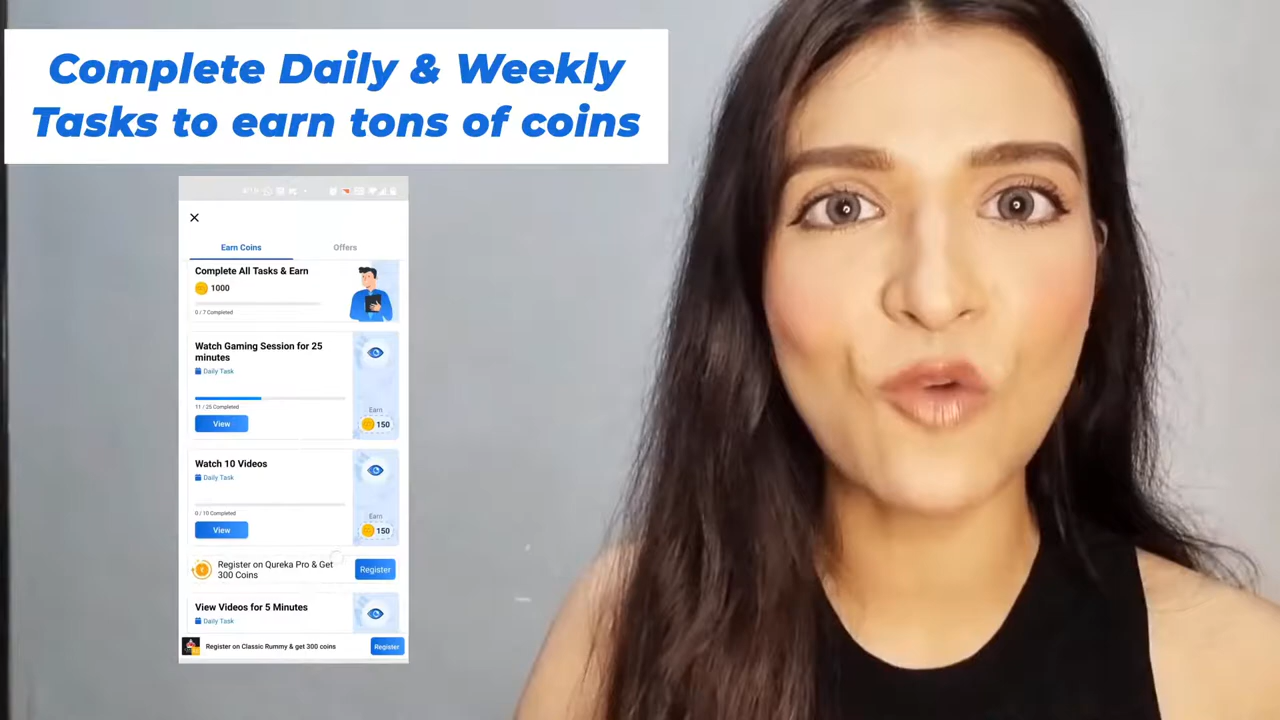 Complete Daily & Weekly
Tasks to earn tons of coins
Earn Coins
Offers
Complete All Tasks & Earn
1000
0 / 7 Completed
Watch Gaming Session for 25
minutes
Daily Task
11 / 25 Completed
View
Earn
150
Watch 10 Videos
Daily Task
0 / 10 Completed
View
Earn
150
Register on Qureka Pro & Get
300 Coins
Register
View Videos for 5 Minutes
Daily Task
Register on Classic Rummy & get 300 coins
Register